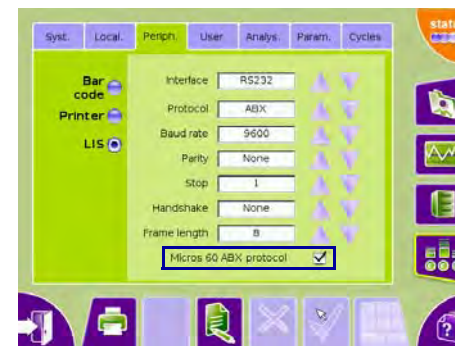 Syst. Local. Periph. User Analys. Param. Cycles
Bar code
Printer
LIS
Interface RS232
Protocol ABX
Baud rate 9600
Parity None
Stop 1
Handshake None
Frame length 8
Micros 60 ABX protocol